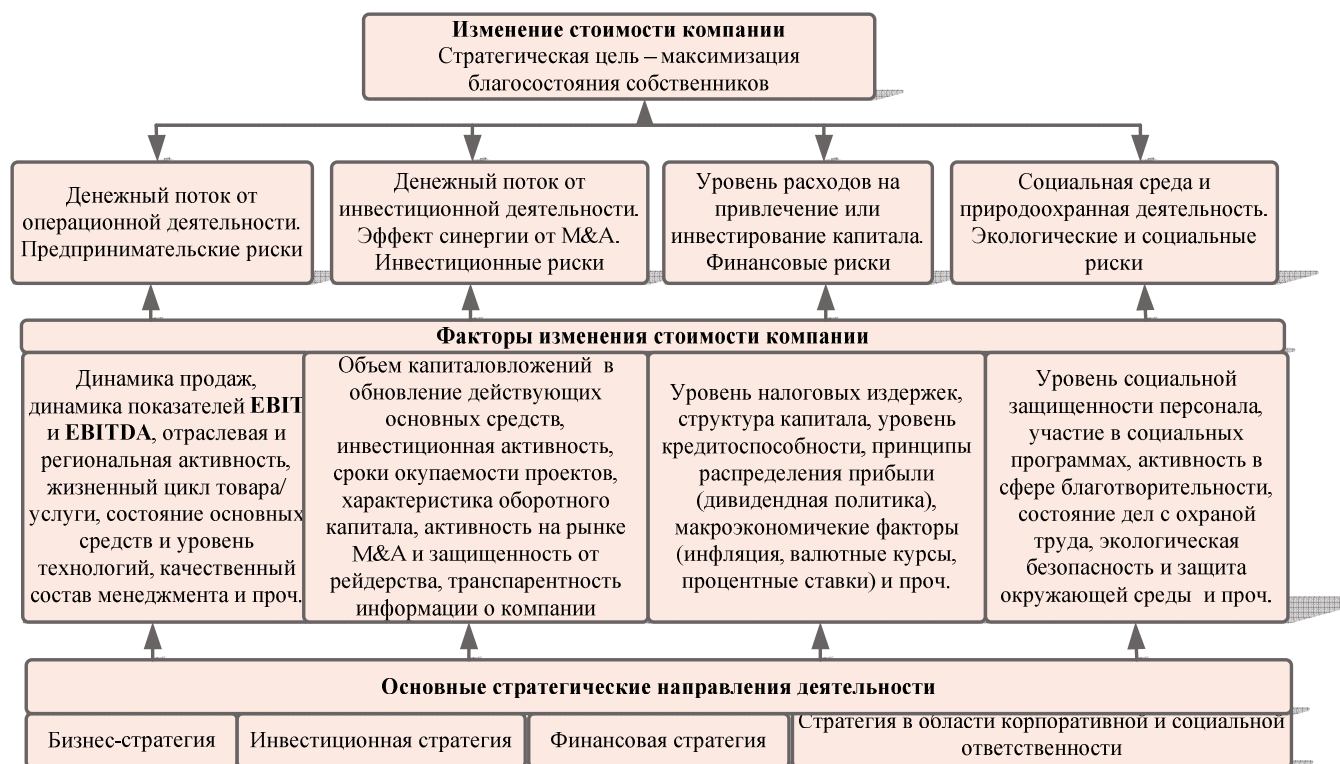 Изменение стоимости компании
Стратегическая цель – максимизация
благосостояния собственников
Денежный поток от
операционной деятельности.
Предпринимательские риски
Денежный поток от
инвестиционной деятельности.
Эффект синергии от M&A.
Инвестиционные риски
Уровень расходов на
привлечение или
инвестирование капитала.
Финансовые риски
Социальная среда и
природоохранная деятельность.
Экологические и социальные
риски
Факторы изменения стоимости компании
Динамика продаж,
динамика показателей EBIT
и EBITDA, отраслевая и
региональная активность,
жизненный цикл товара/
услуги, состояние основных
средств и уровень
технологий, качественный
состав менеджмента и проч.
Объем капиталовложений в
обновление действующих
основных средств,
инвестиционная активность,
сроки окупаемости проектов,
характеристика оборотного
капитала, активность на рынке
M&A и защищенность от
рейдерства, транспарентность
информации о компании
Уровень налоговых издержек,
структура капитала, уровень
кредитоспособности, принципы
распределения прибыли
(дивидендная политика),
макроэкономичекие факторы
(инфляция, валютные курсы,
процентные ставки) и проч.
Уровень социальной
защищенности персонала,
участие в социальных
программах, активность в
сфере благотворительности,
состояние дел с охраной
труда, экологическая
безопасность и защита
окружающей среды и проч.
Основные стратегические направления деятельности
Бизнес-стратегия
Инвестиционная стратегия
Финансовая стратегия
Стратегия в области корпоративной и социальной
ответственности